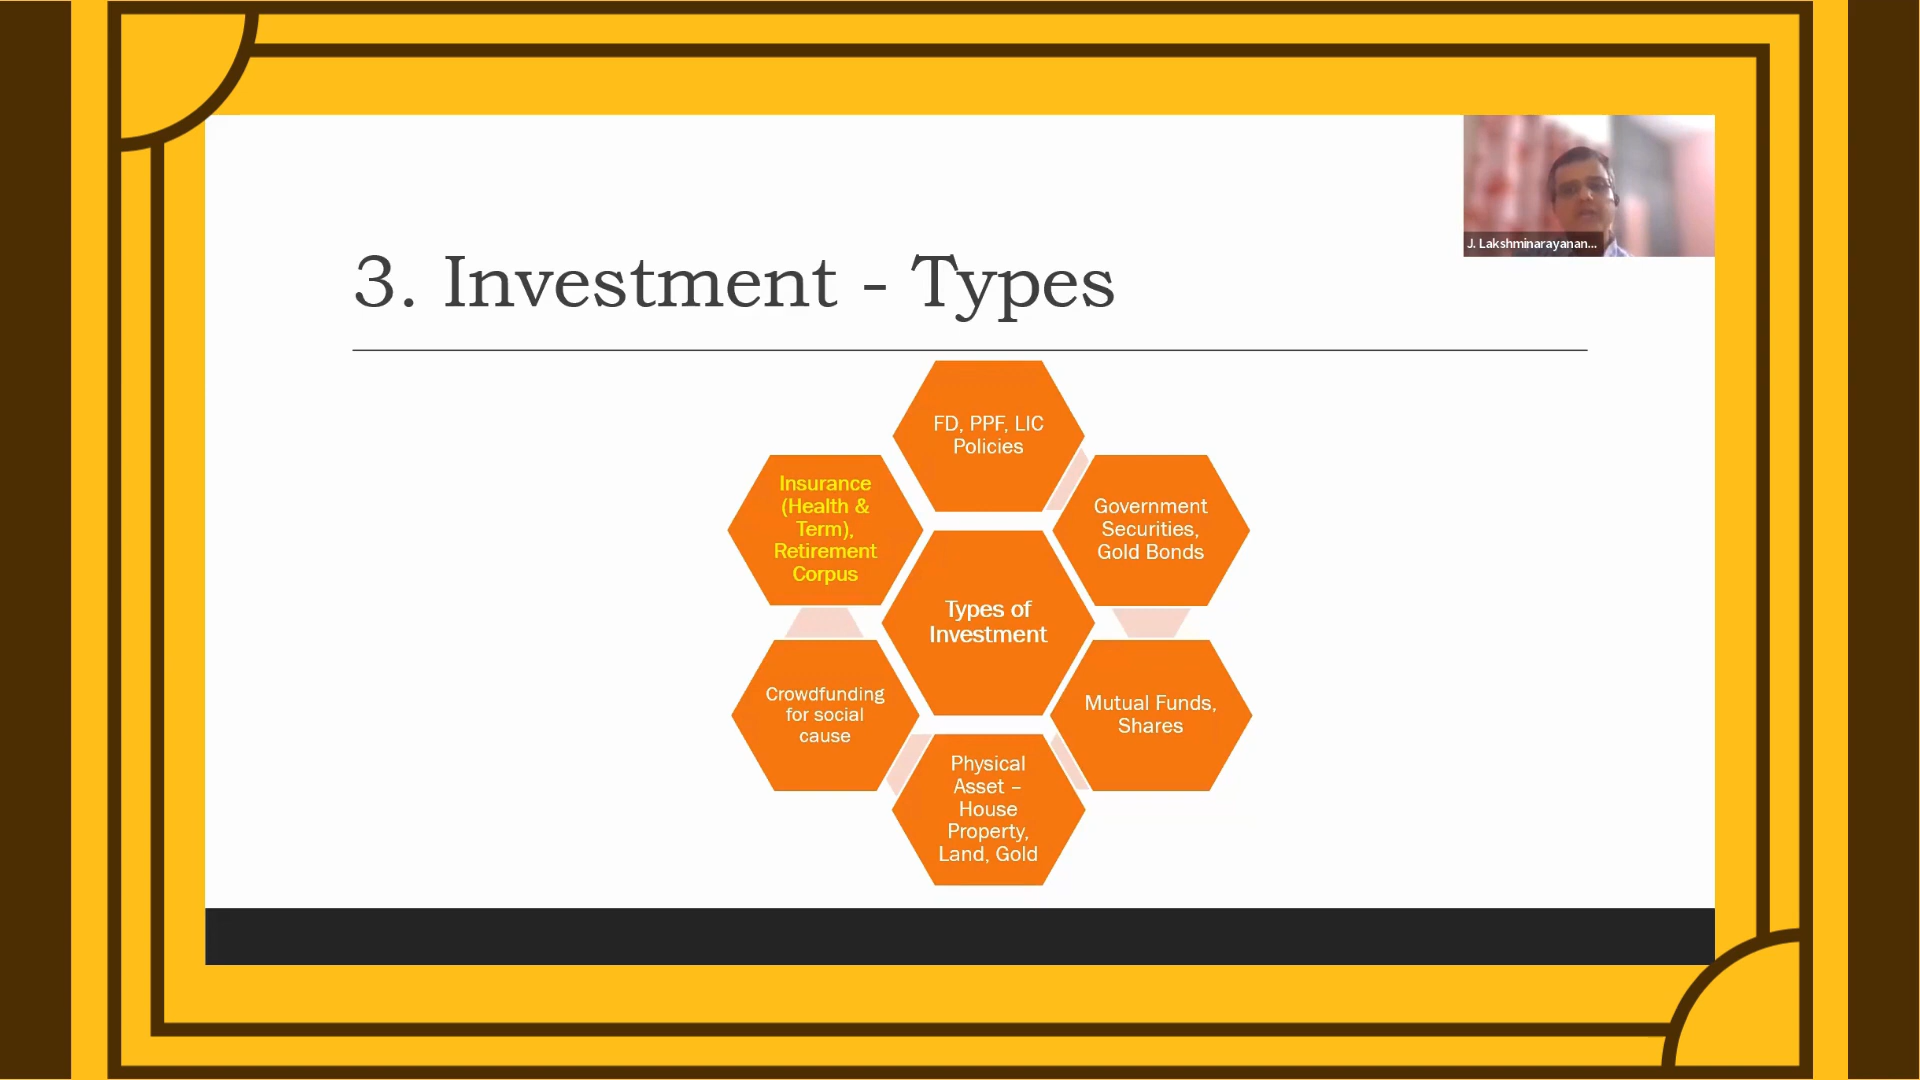 J. Lakshminarayanan...
3. Investment - Types
FD, PPF, LIC
Policies
Government
Securities,
Gold Bonds
Mutual Funds,
Shares
Physical
Asset –
House
Property,
Land, Gold
Crowdfunding
for social
cause
Insurance
(Health &
Term),
Retirement
Corpus
Types of
Investment